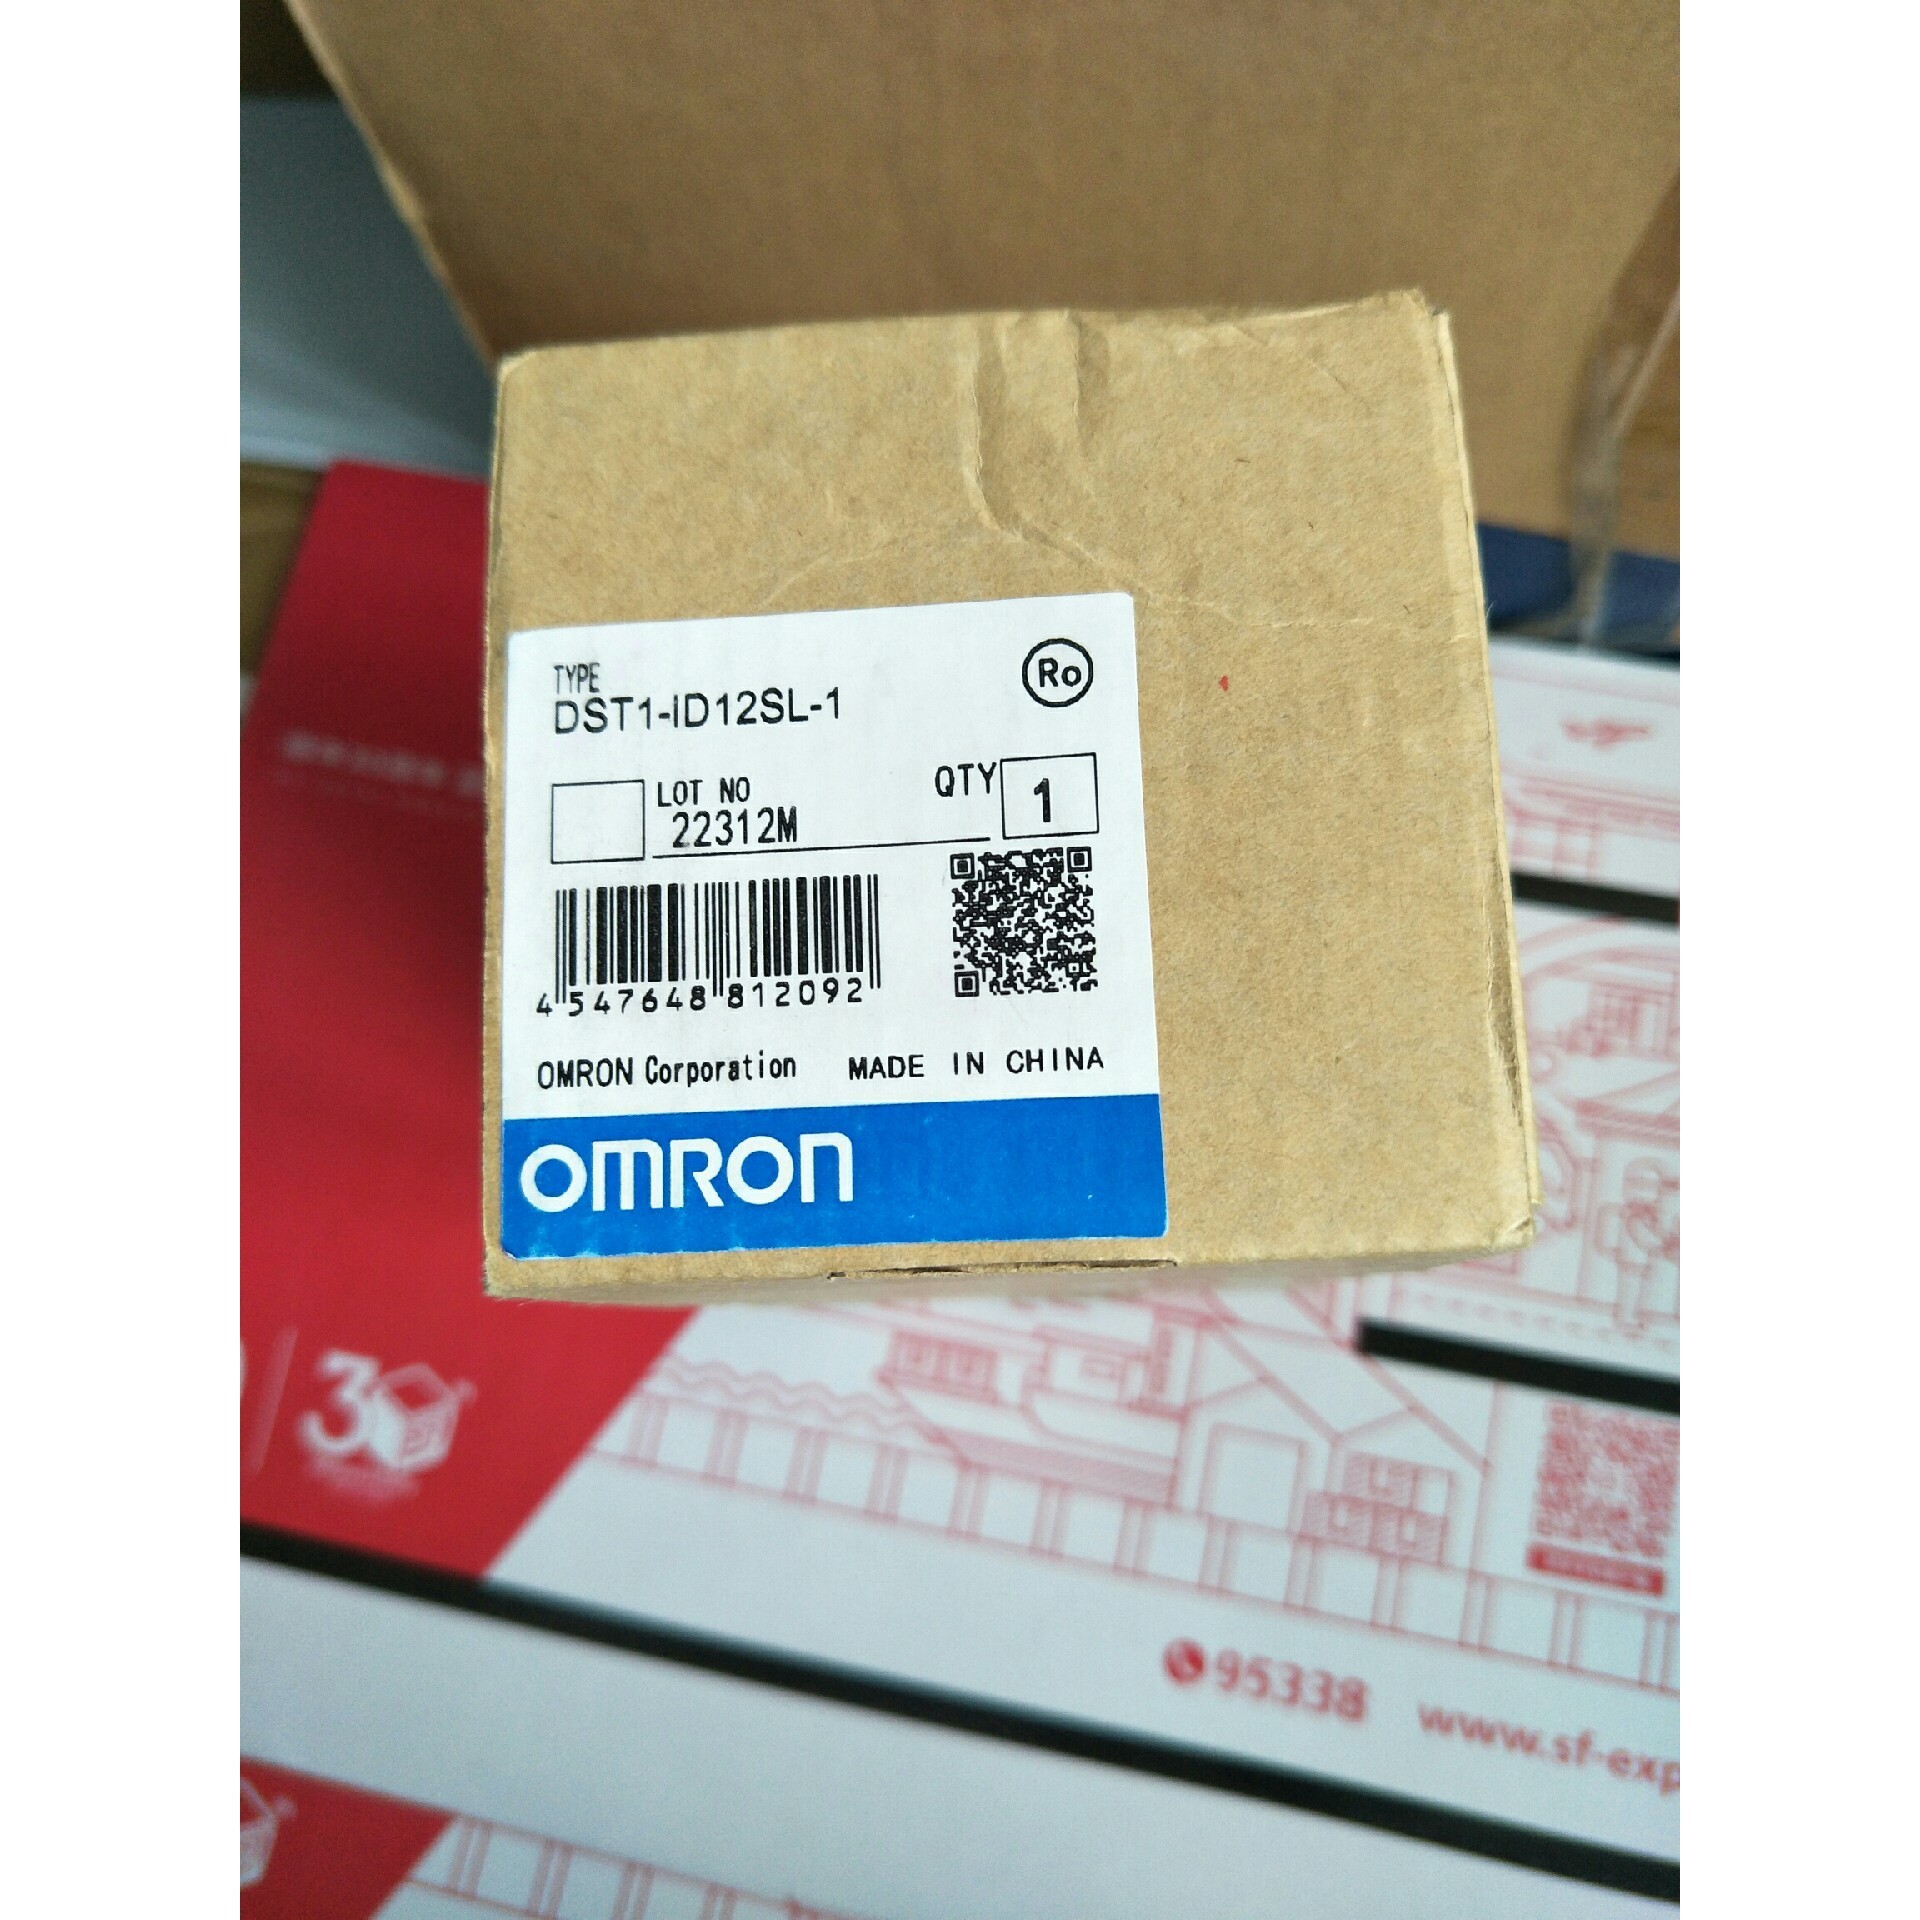 TYPE
DST1-ID12SL-1
Ro
LOT NO
22312M
QTY
1
4 547648 812092
OMRON Corporation MADE IN CHINA
OMRON
30
95338 www.sf-exp